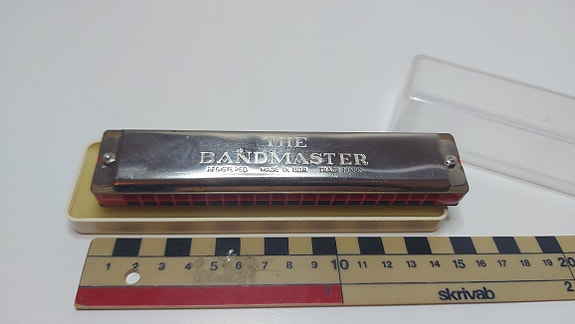 THE
BANDMASTER
REGISTERED MADE IN GDR TRADE MARK
1 2 3 4 5 6 7 8 9 10 11 12 13 14 15 16 17 18 19 20
skrivab